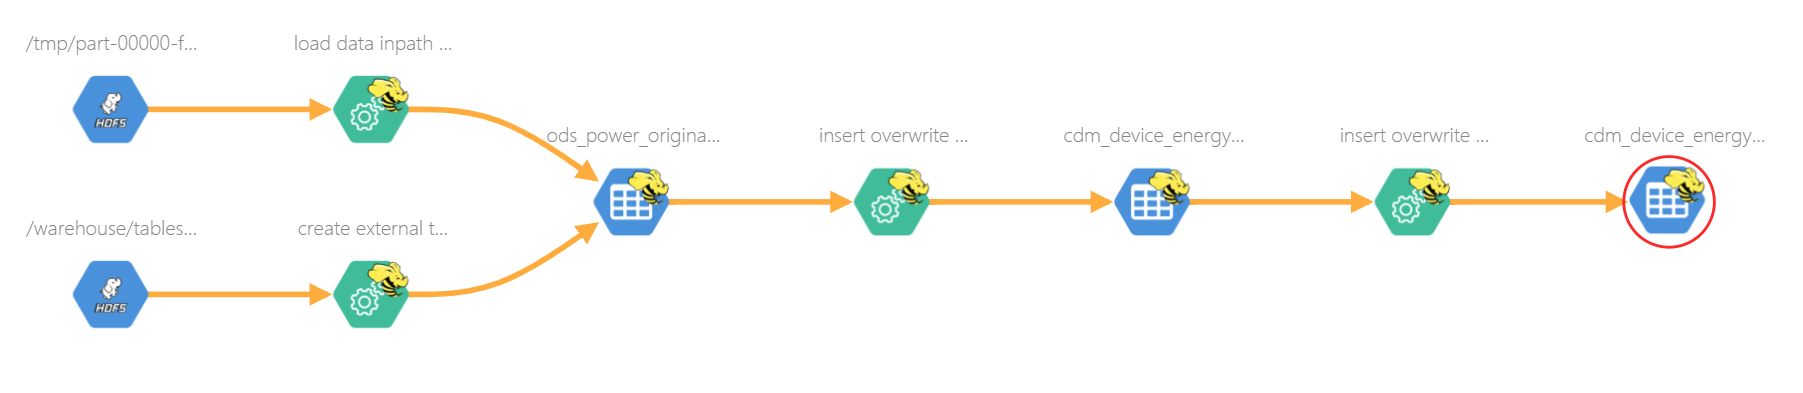 /tmp/part-00000-f...
load data inpath ...
HDFS
ods_power_origina...
insert overwrite ...
cdm_device_energy...
insert overwrite ...
cdm_device_energy...
/warehouse/tables...
create external t...
HDFS